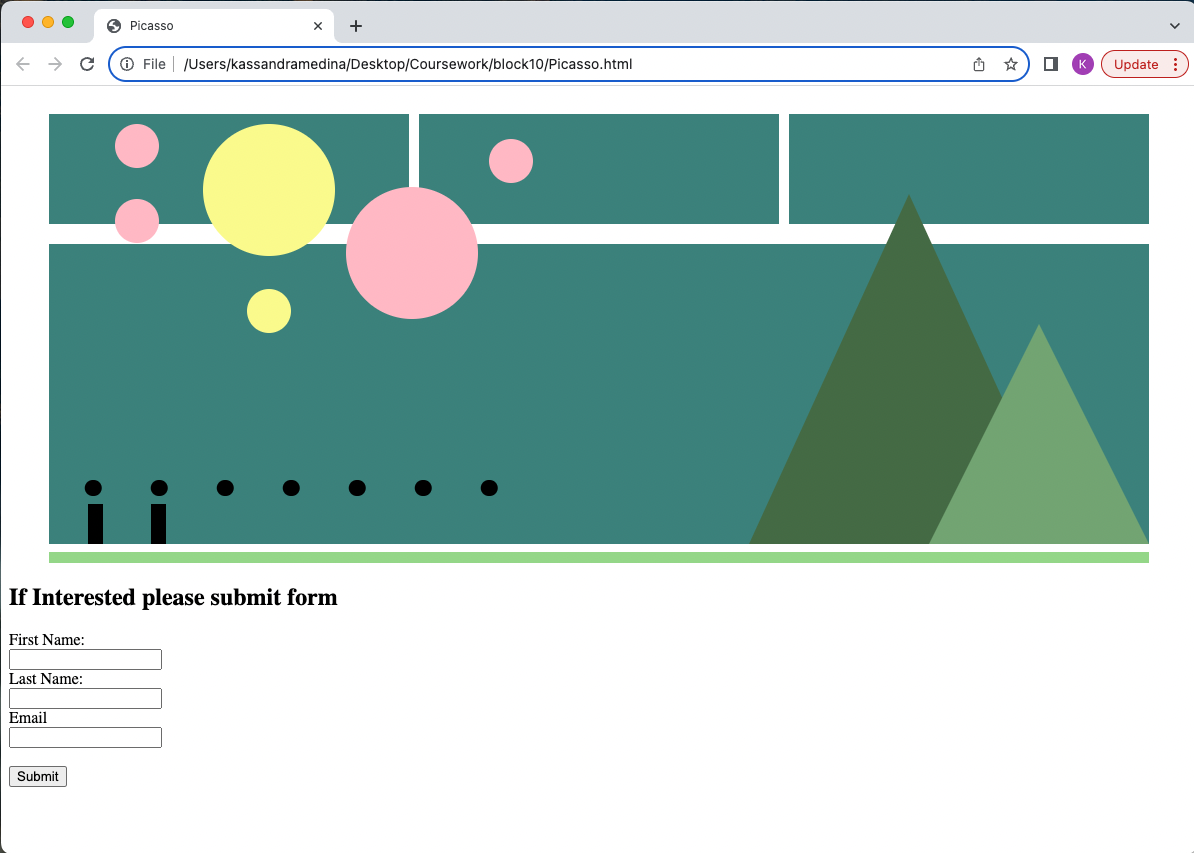 Picasso
File /Users/kassandramedina/Desktop/Coursework/block10/Picasso.html K Update
If Interested please submit form
First Name:
Last Name:
Email
Submit